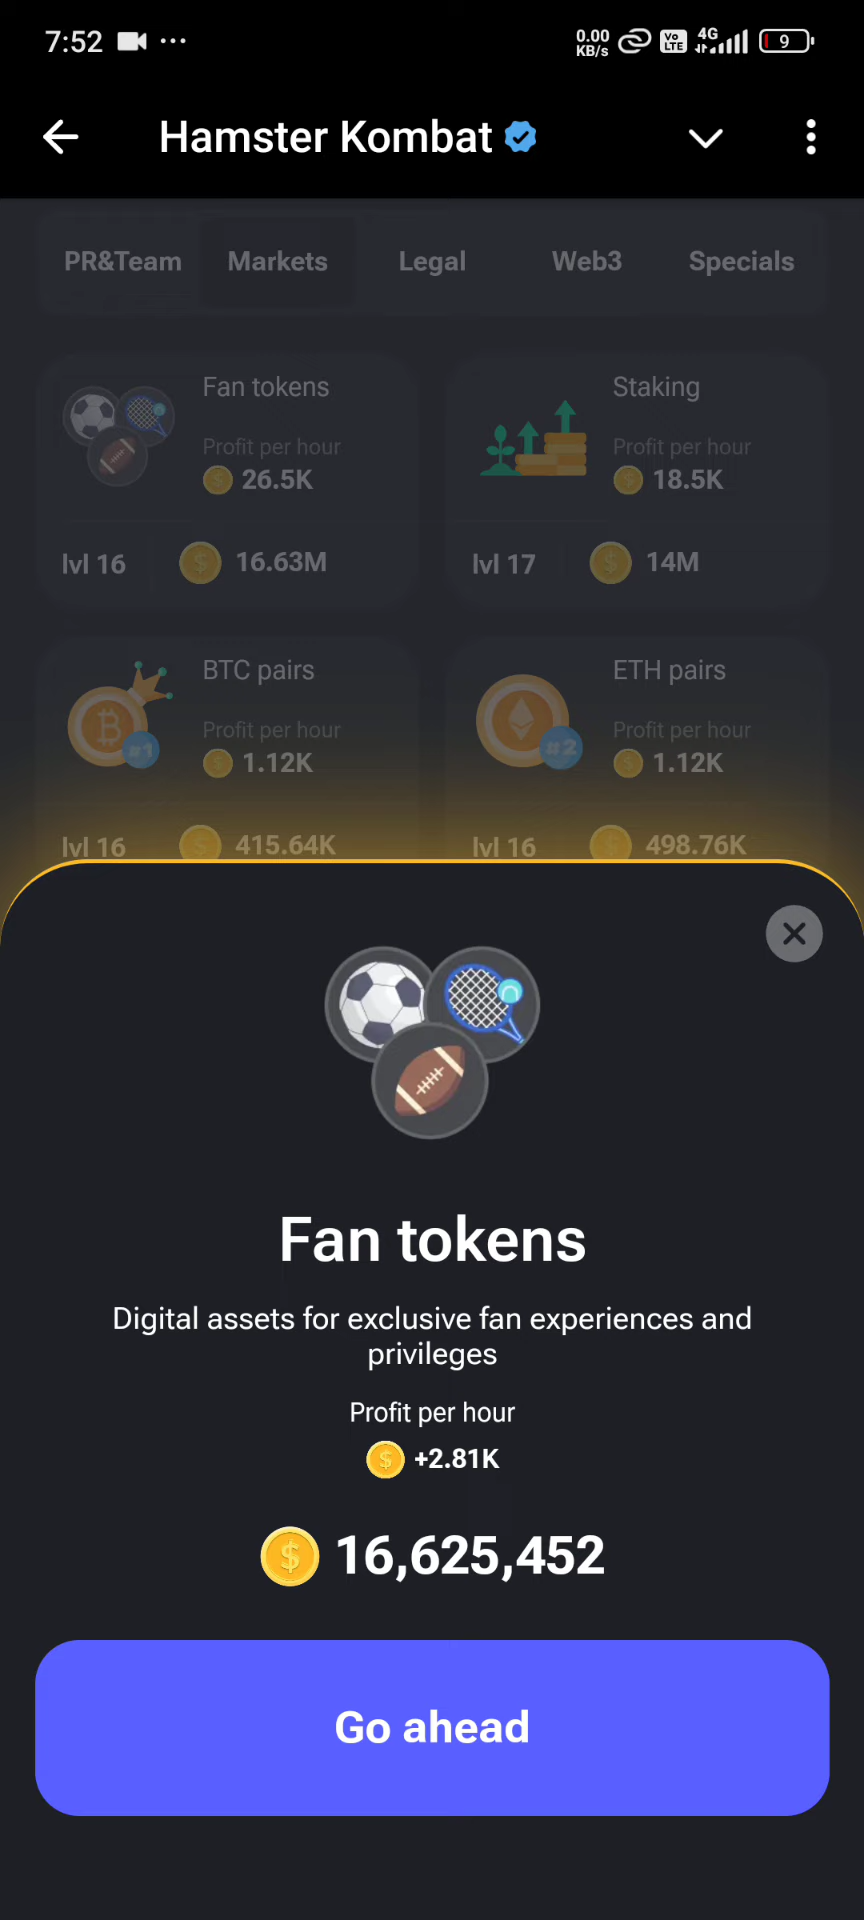 7:52 ...
0.00 KB/s Vo LTE 4G 9
Hamster Kombat
PR&Team Markets Legal Web3 Specials
Fan tokens
Profit per hour
$ 26.5K
lvl 16 $ 16.63M
Staking
Profit per hour
$ 18.5K
lvl 17 $ 14M
BTC pairs
#1
Profit per hour
$ 1.12K
lvl 16 $ 415.64K
ETH pairs
#2
Profit per hour
$ 1.12K
lvl 16 $ 498.76K
Fan tokens
Digital assets for exclusive fan experiences and
privileges
Profit per hour
$ +2.81K
$ 16,625,452
Go ahead